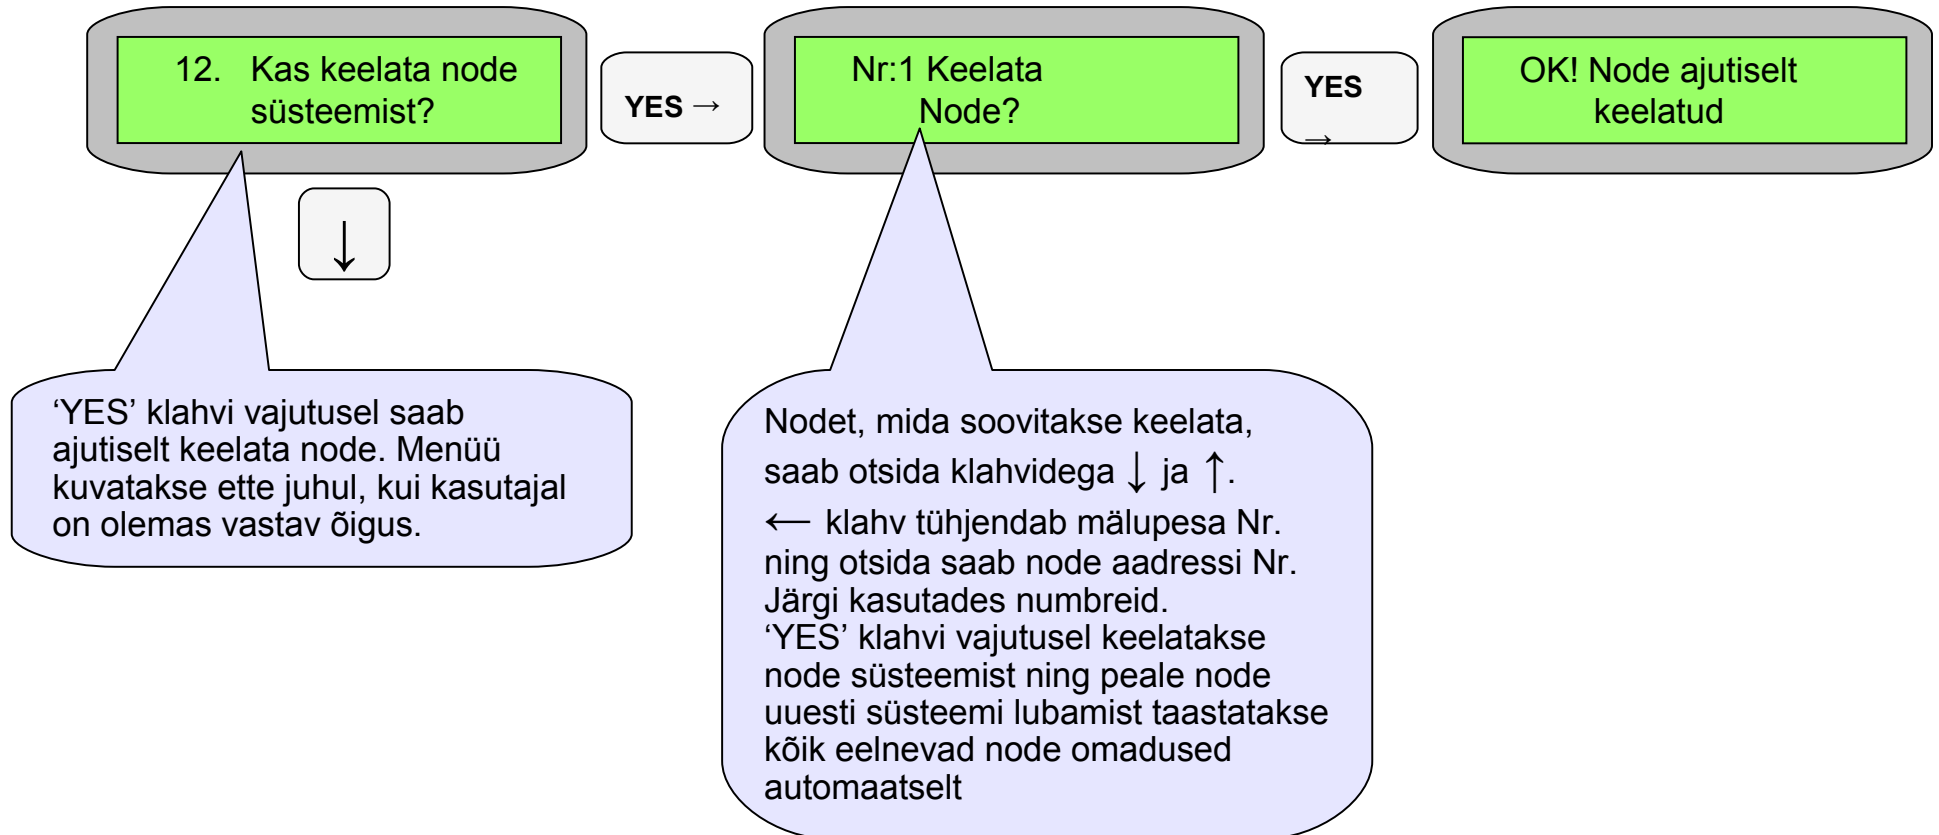 12. Kas keelata node
süsteemist?
YES →
Nr:1 Keelata
Node?
YES
→
OK! Node ajutiselt
keelatud
↓
‘YES’ klahvi vajutusel saab
ajutiselt keelata node. Menüü
kuvatakse ette juhul, kui kasutajal
on olemas vastav õigus.
Nodet, mida soovitakse keelata,
saab otsida klahvidega ↓ ja ↑.
← klahv tühjendab mälupesa Nr.
ning otsida saab node aadressi Nr.
Järgi kasutades numbreid.
‘YES’ klahvi vajutusel keelatakse
node süsteemist ning peale node
uuesti süsteemi lubamist taastatakse
kõik eelnevad node omadused
automaatselt